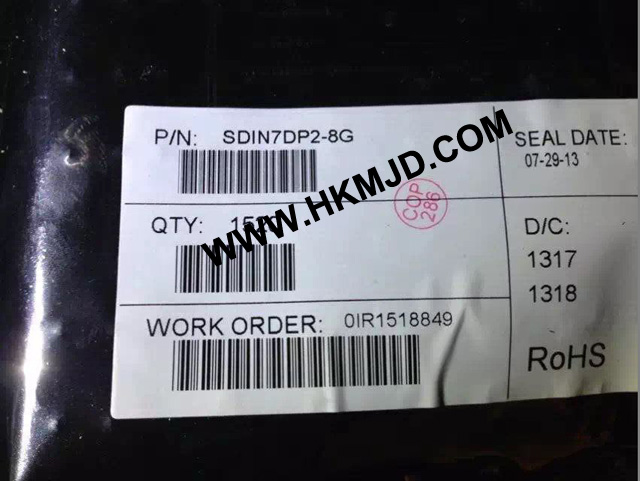 P/N: SDIN7DP2-8G
SEAL DATE:
07-29-13
QTY:
D/C:
1317
1318
WORK ORDER: 0IR1518849
RoHS
COP
286
WWW.HKMJD.COM